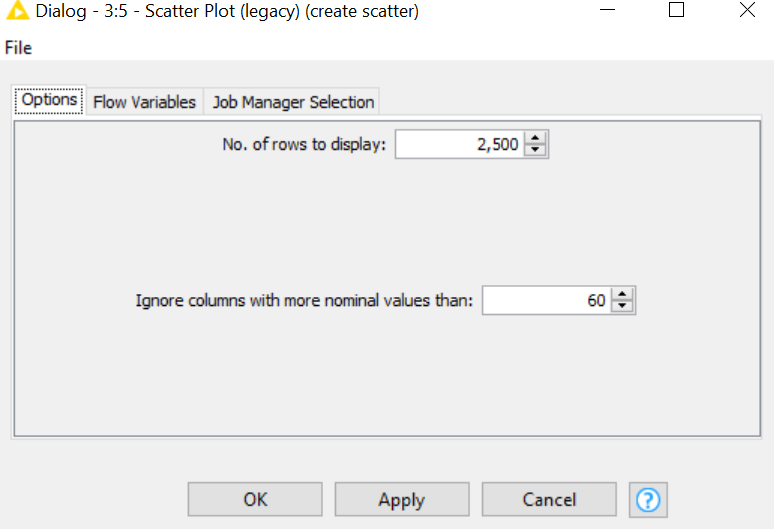 Dialog - 3:5 - Scatter Plot (legacy) (create scatter)
File
Options Flow Variables Job Manager Selection
No. of rows to display: 2,500
Ignore columns with more nominal values than: 60
OK Apply Cancel ?